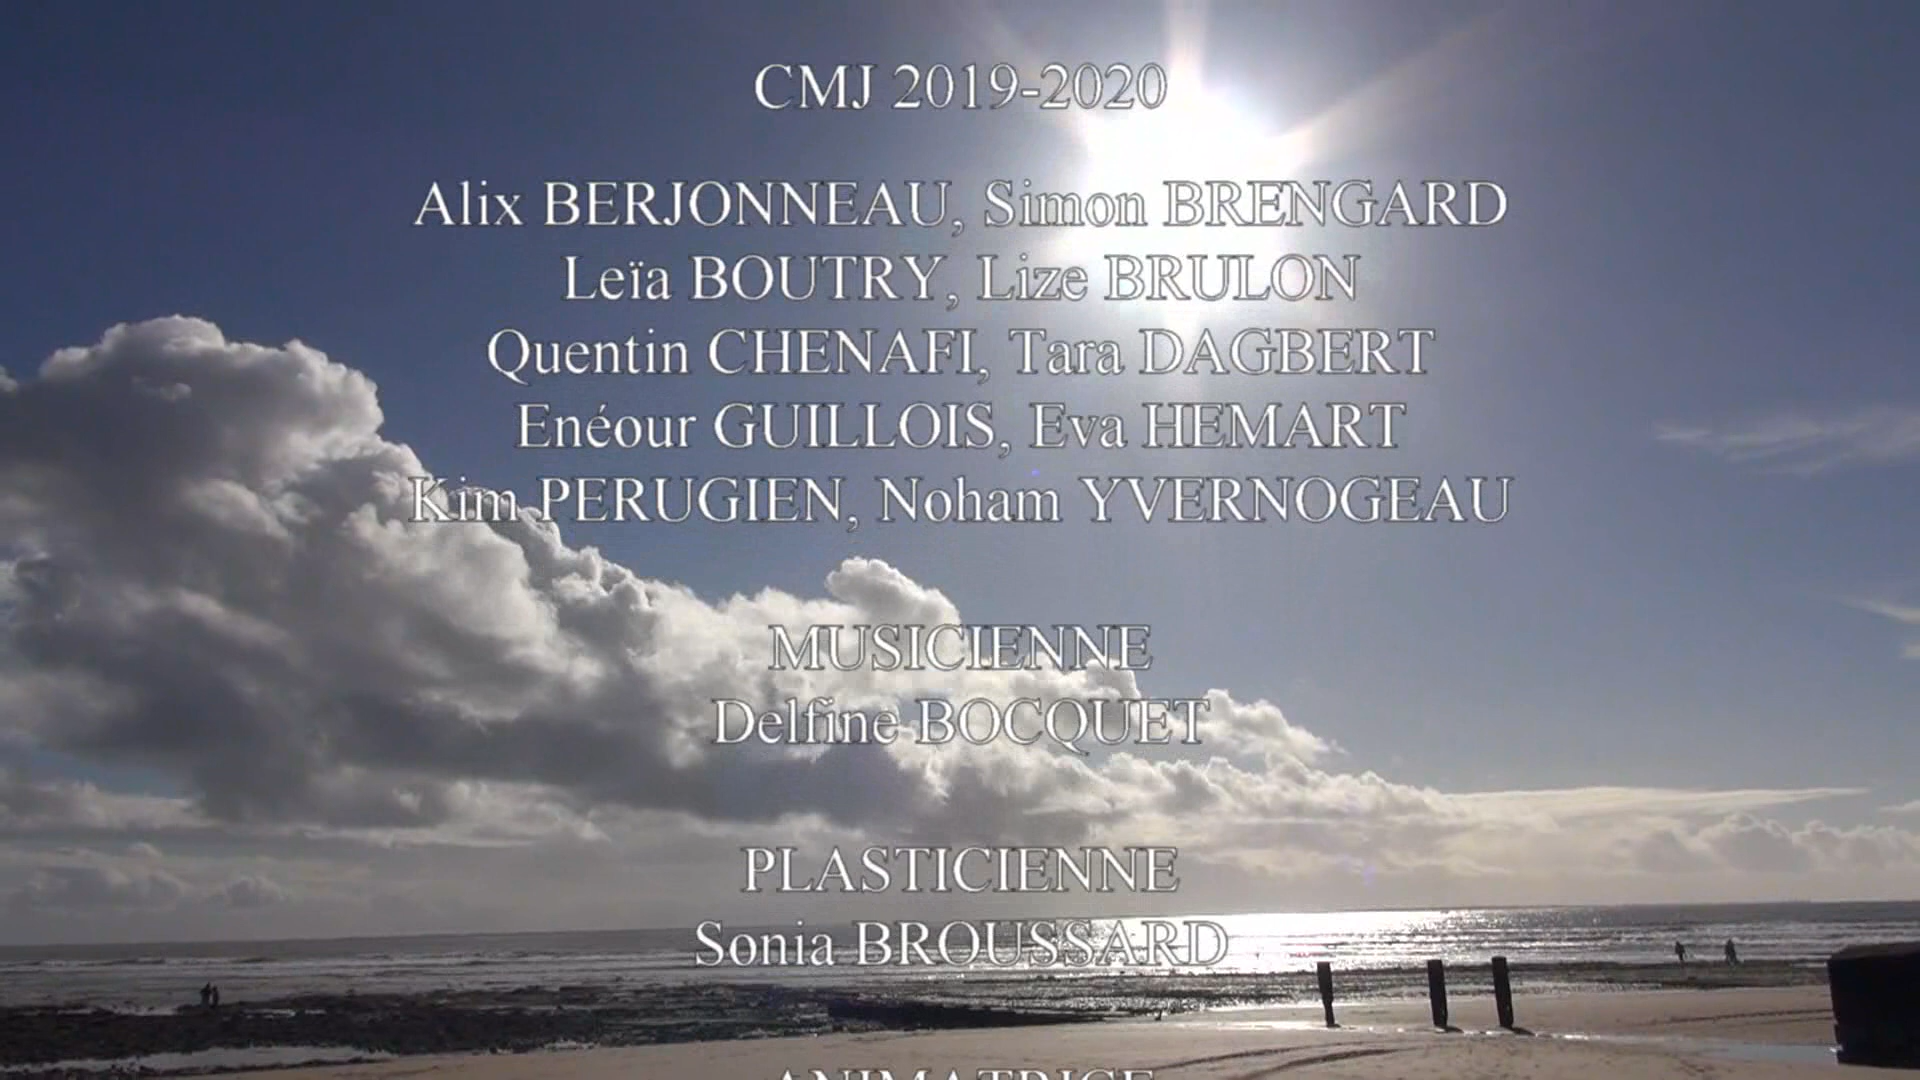 CMJ 2019-2020
Alix BERJONNEAU, Simon BRENGARD
Leïa BOUTRY, Lize BRULON
Quentin CHENAFI, Tara DAGBERT
Enéour GUILLOIS, Eva HEMART
Kim PERUGIEN, Noham YVERNOGEAU
MUSICIENNE
Delfine BOCQUET
PLASTICIENNE
Sonia BROUSSARD
ANIMATRICE